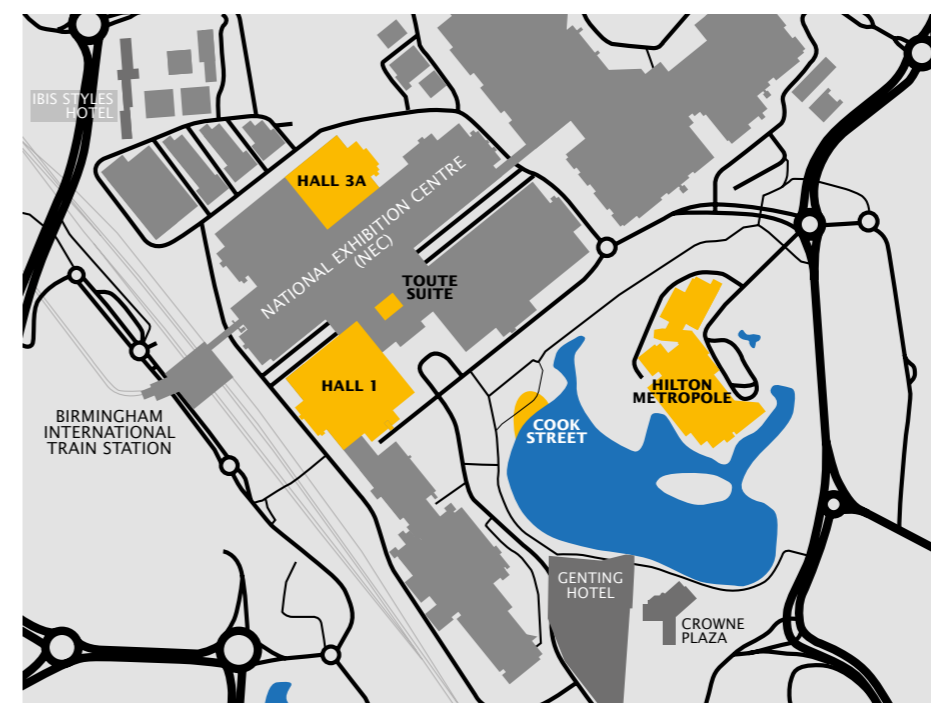 IBIS STYLES
HOTEL
HALL 3A
NATIONAL EXHIBITION CENTRE
(NEC)
TOUTE
SUITE
HALL 1
HILTON
METROPOLE
BIRMINGHAM
INTERNATIONAL
TRAIN STATION
COOK
STREET
GENTING
HOTEL
CROWNE
PLAZA